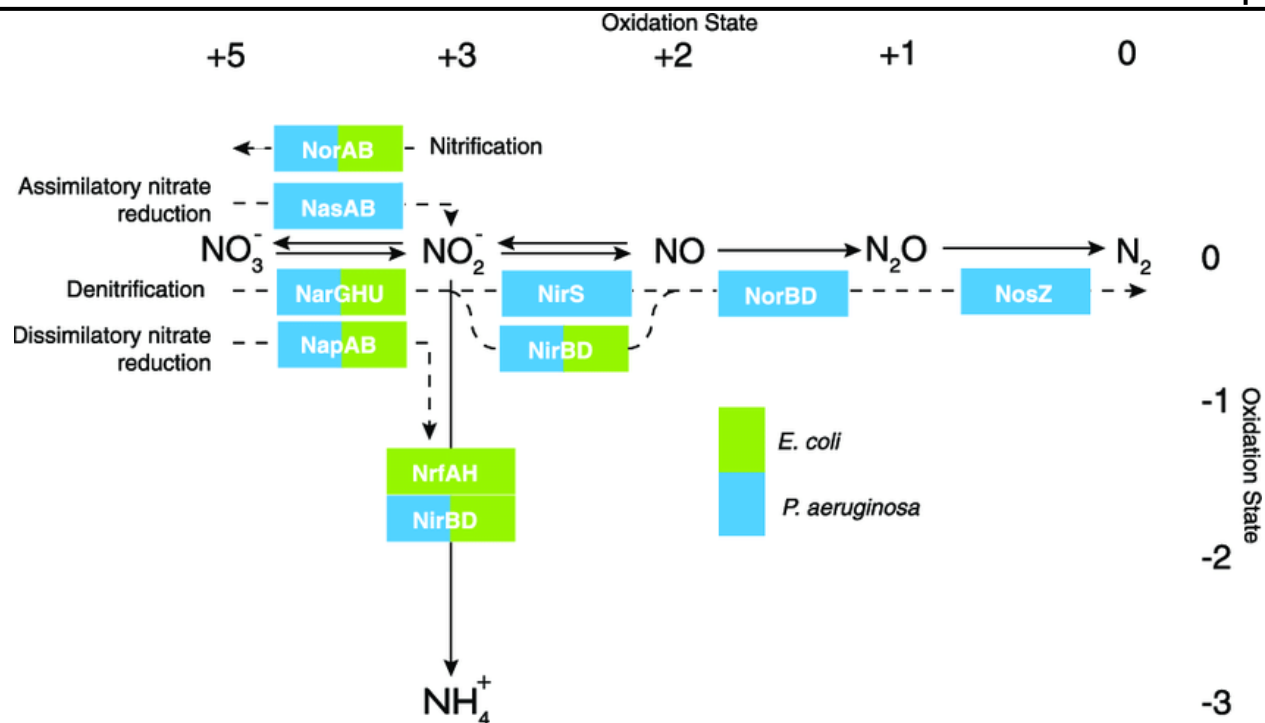 Oxidation State
+5 +3 +2 +1 0
NorAB Nitrification
Assimilatory nitrate
reduction
NasAB
NO3- NO2- NO N2O N2 0
Denitrification NarGHU NirS NorBD NosZ
Dissimilatory nitrate
reduction
NapAB NirBD
-1
Oxidation State
E. coli
NrfAH
P. aeruginosa
NirBD
-2
NH4+ -3